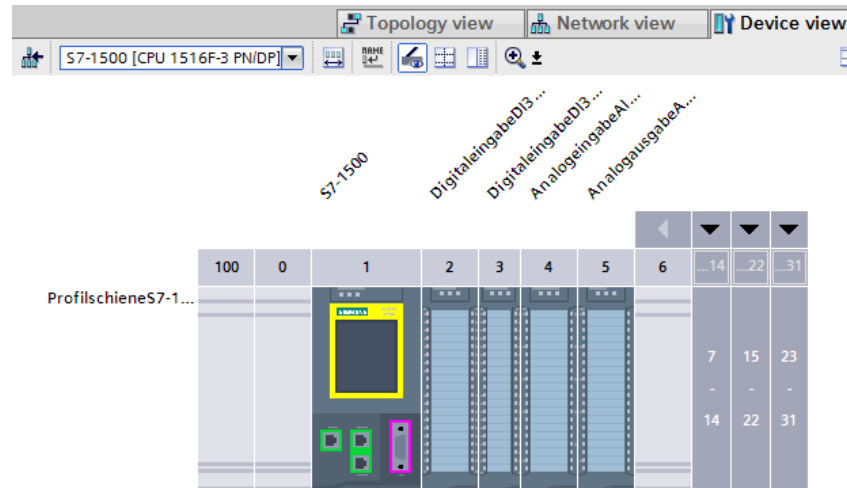 Topology view Network view Device view
S7-1500 [CPU 1516F-3 PN/DP] NAME
S7-1500 DigitaleingabeDI3... DigitaleingabeDI3... AnalogeingabeAI... AnalogausgabeA...
100 0 1 2 3 4 5 6 ...14 ...22 ...31
ProfilschieneS7-1...
SIEMENS
7 15 23
- - -
14 22 31